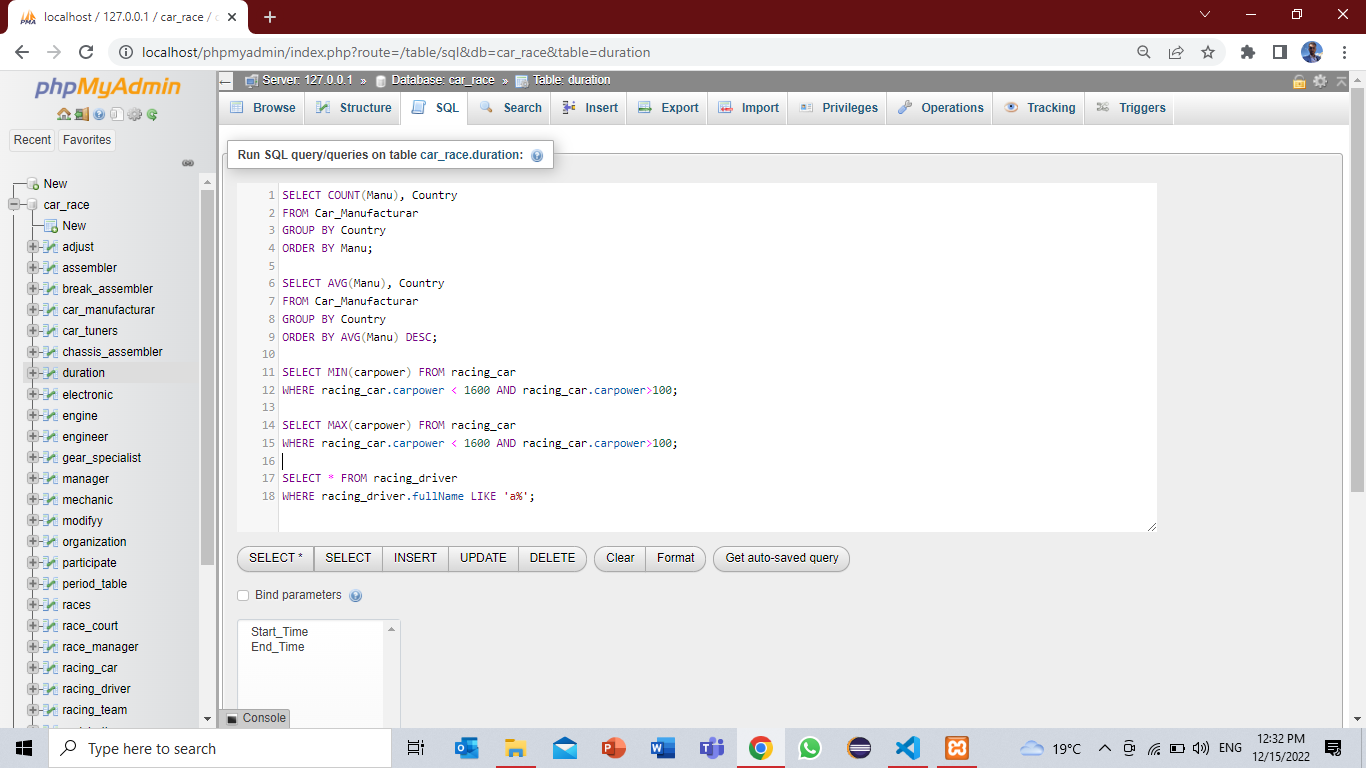 localhost / 127.0.0.1 / car_race /
localhost/phpmyadmin/index.php?route=/table/sql&db=car_race&table=duration
phpMyAdmin
Recent
Favorites
New
car_race
New
adjust
assembler
break_assembler
car_manufacturar
car_tuners
chassis_assembler
duration
electronic
engine
engineer
gear_specialist
manager
mechanic
modifyy
organization
participate
period_table
races
race_court
race_manager
racing_car
racing_driver
racing_team
Server: 127.0.0.1 » Database: car_race » Table: duration
Browse Structure SQL Search Insert Export Import Privileges Operations Tracking Triggers
Run SQL query/queries on table car_race.duration:
1 SELECT COUNT(Manu), Country
2 FROM Car_Manufacturar
3 GROUP BY Country
4 ORDER BY Manu;
5
6 SELECT AVG(Manu), Country
7 FROM Car_Manufacturar
8 GROUP BY Country
9 ORDER BY AVG(Manu) DESC;
10
11 SELECT MIN(carpower) FROM racing_car
12 WHERE racing_car.carpower < 1600 AND racing_car.carpower>100;
13
14 SELECT MAX(carpower) FROM racing_car
15 WHERE racing_car.carpower < 1600 AND racing_car.carpower>100;
16
17 SELECT * FROM racing_driver
18 WHERE racing_driver.fullName LIKE 'a%';
SELECT * SELECT INSERT UPDATE DELETE Clear Format Get auto-saved query
Bind parameters
Start_Time
End_Time
Console
Type here to search
19°C
ENG
12:32 PM
12/15/2022